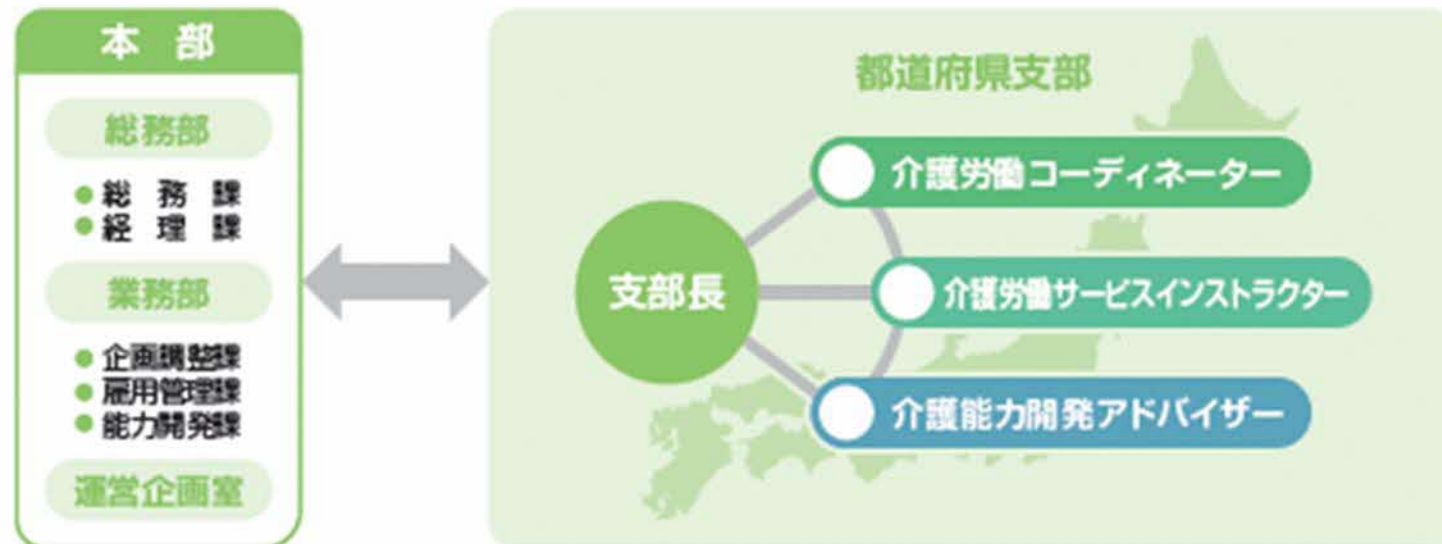 本 部
総務部
総 務 課
経 理 課
業務部
企画調整課
雇用管理課
能力開発課
運営企画室
都道府県支部
支部長
介護労働コーディネーター
介護労働サービスインストラクター
介護能力開発アドバイザー